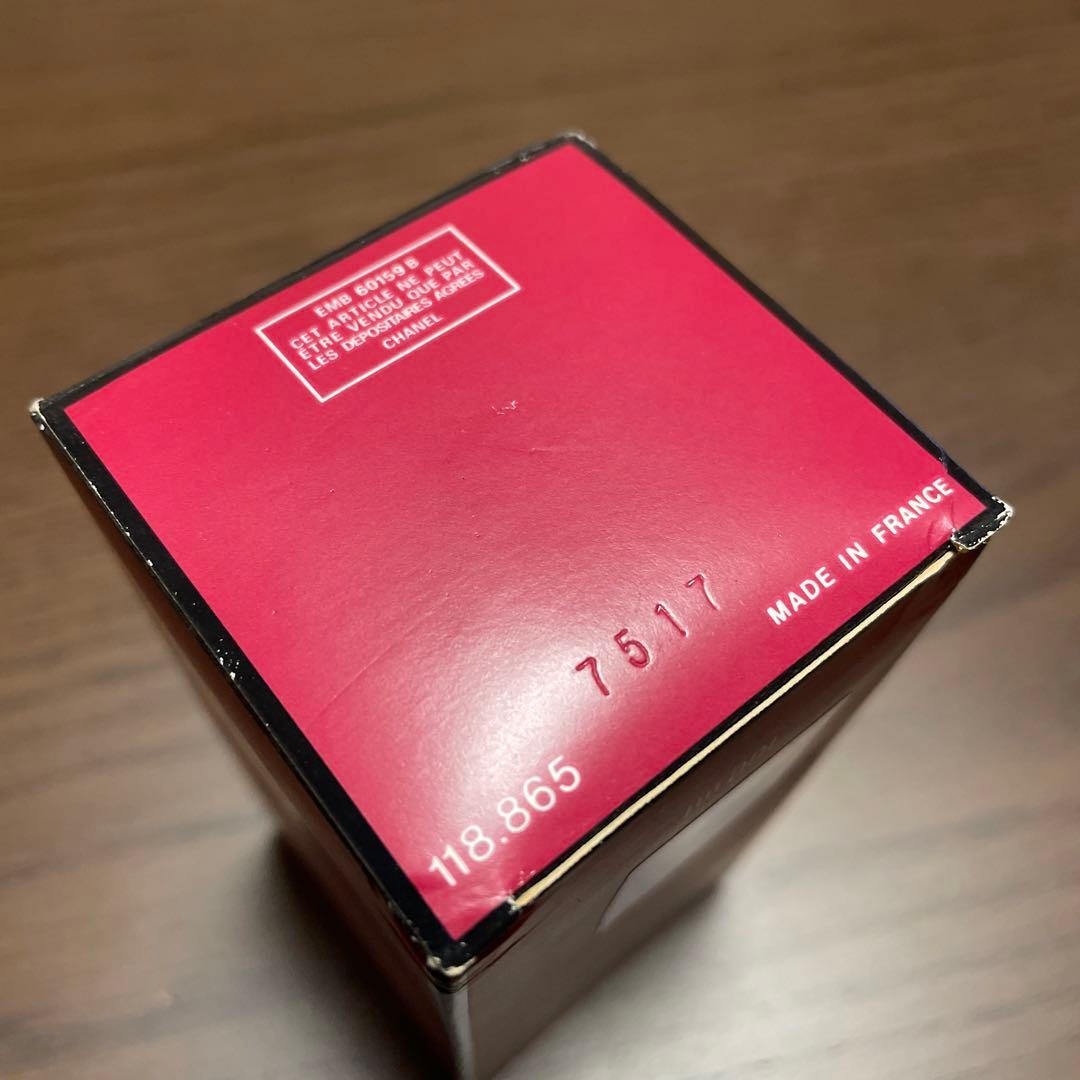 EMB 60159 B
CET ARTICLE NE PEUT
ÊTRE VENDU QUE PAR
LES DEPOSITAIRES AGRÉES
CHANEL
MADE IN FRANCE
7517
118.865